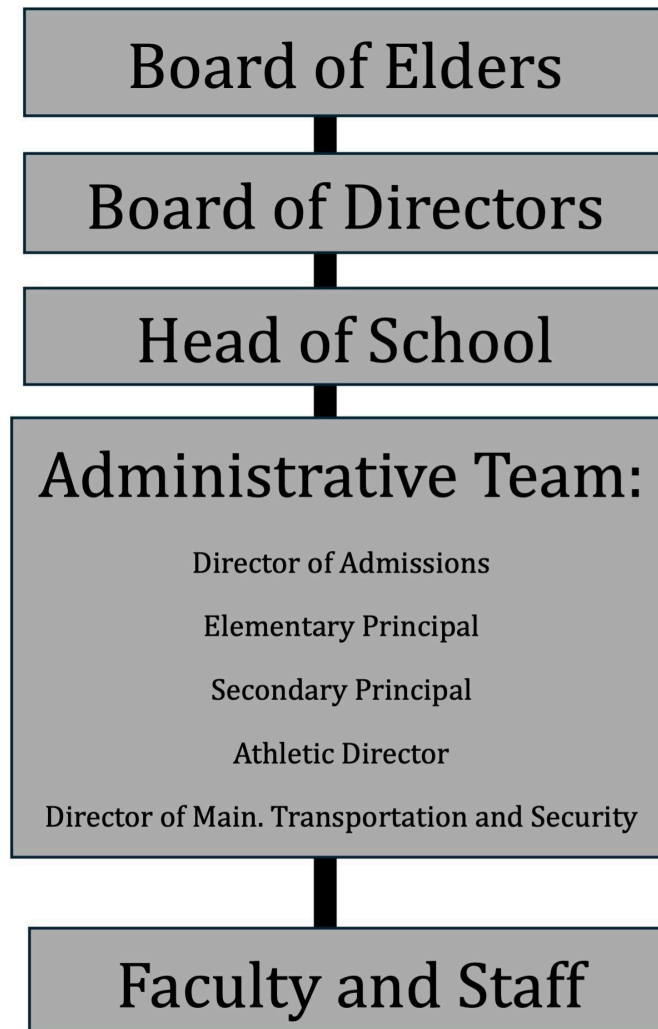 Board of Elders
Board of Directors
Head of School
Administrative Team:
Director of Admissions
Elementary Principal
Secondary Principal
Athletic Director
Director of Main. Transportation and Security
Faculty and Staff